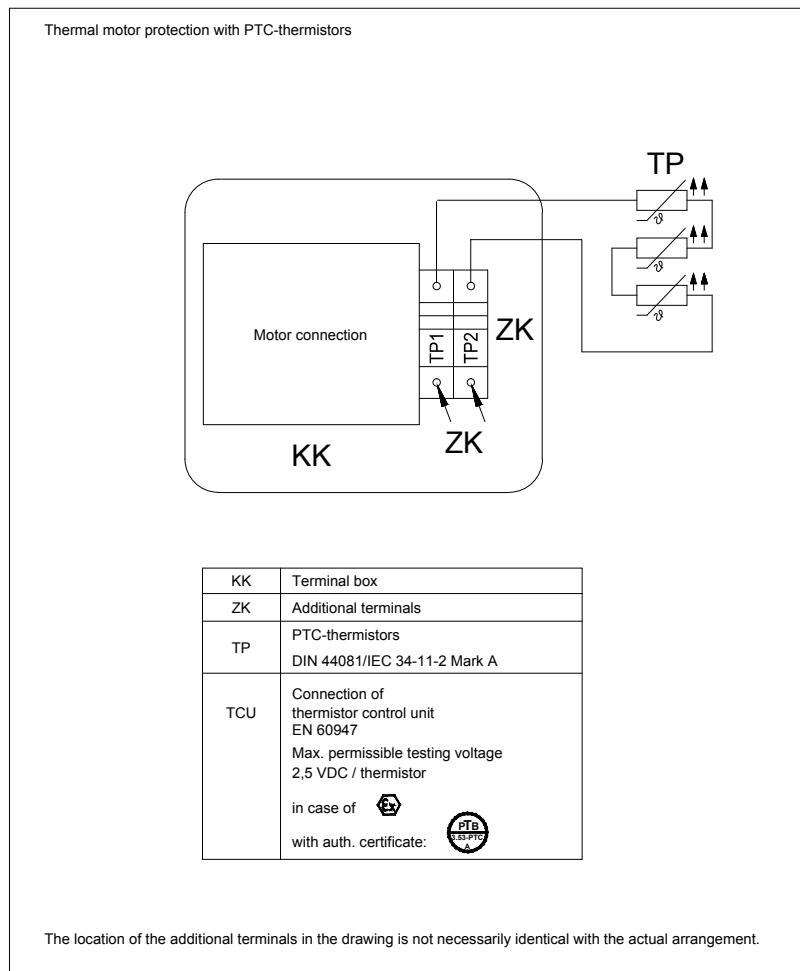 Thermal motor protection with PTC-thermistors
TP
ϑ
ϑ
ϑ
Motor connection
TP1
TP2
ZK
ZK
KK
KK Terminal box
ZK Additional terminals
TP PTC-thermistors
DIN 44081/IEC 34-11-2 Mark A
TCU Connection of
thermistor control unit
EN 60947
Max. permissible testing voltage
2,5 VDC / thermistor
in case of Ex
with auth. certificate:
PTB
3.53-PTC
A
The location of the additional terminals in the drawing is not necessarily identical with the actual arrangement.